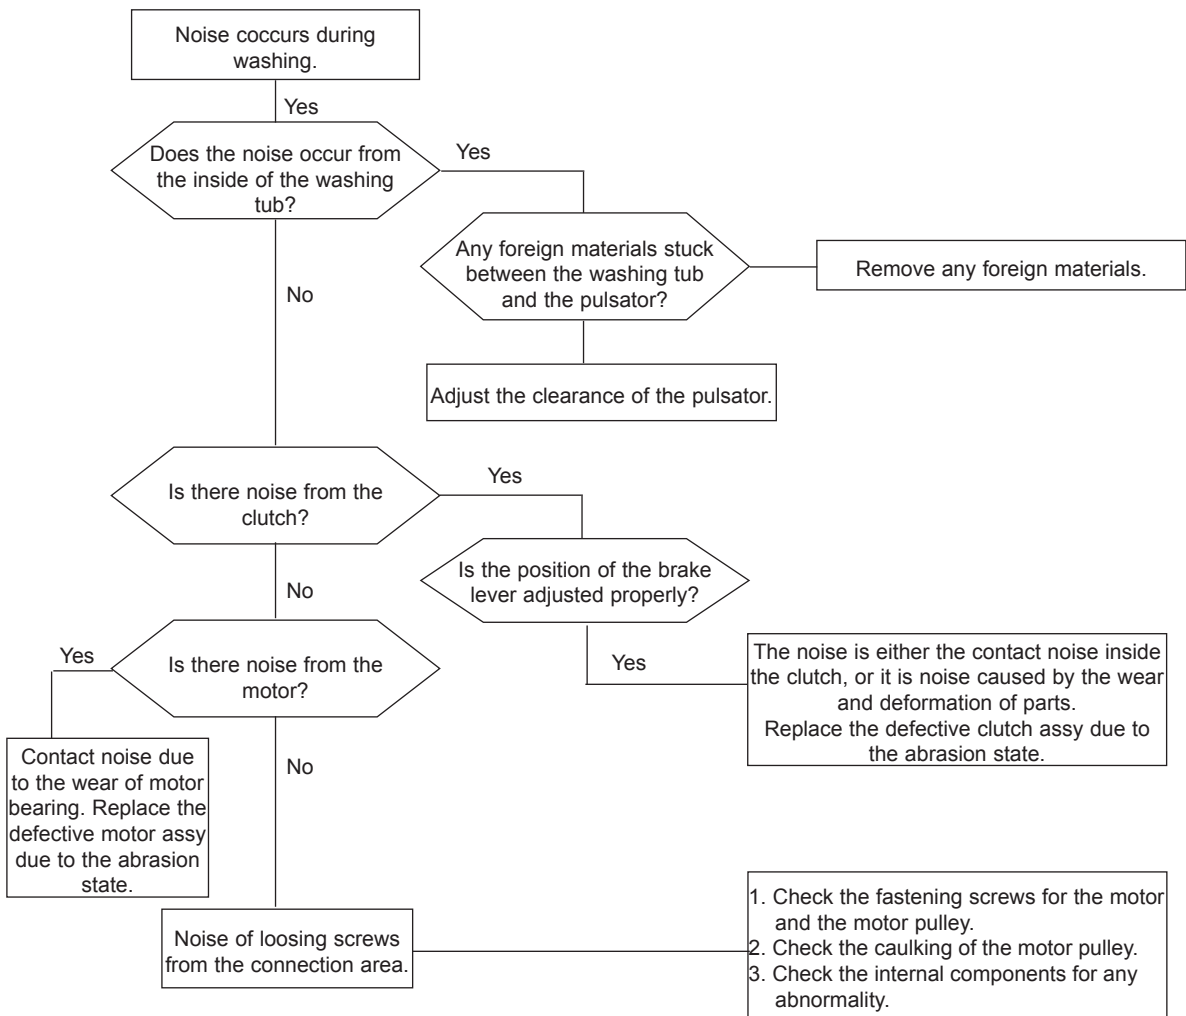 Noise coccurs during
washing.
Yes
Does the noise occur from
the inside of the washing
tub?
Yes
Any foreign materials stuck
between the washing tub
and the pulsator?
Remove any foreign materials.
No
Adjust the clearance of the pulsator.
Is there noise from the
clutch?
Yes
Is the position of the brake
lever adjusted properly?
No
Yes
The noise is either the contact noise inside
the clutch, or it is noise caused by the wear
and deformation of parts.
Replace the defective clutch assy due to
the abrasion state.
Is there noise from the
motor?
Yes
Contact noise due
to the wear of motor
bearing. Replace the
defective motor assy
due to the abrasion
state.
No
Noise of loosing screws
from the connection area.
1. Check the fastening screws for the motor
and the motor pulley.
2. Check the caulking of the motor pulley.
3. Check the internal components for any
abnormality.